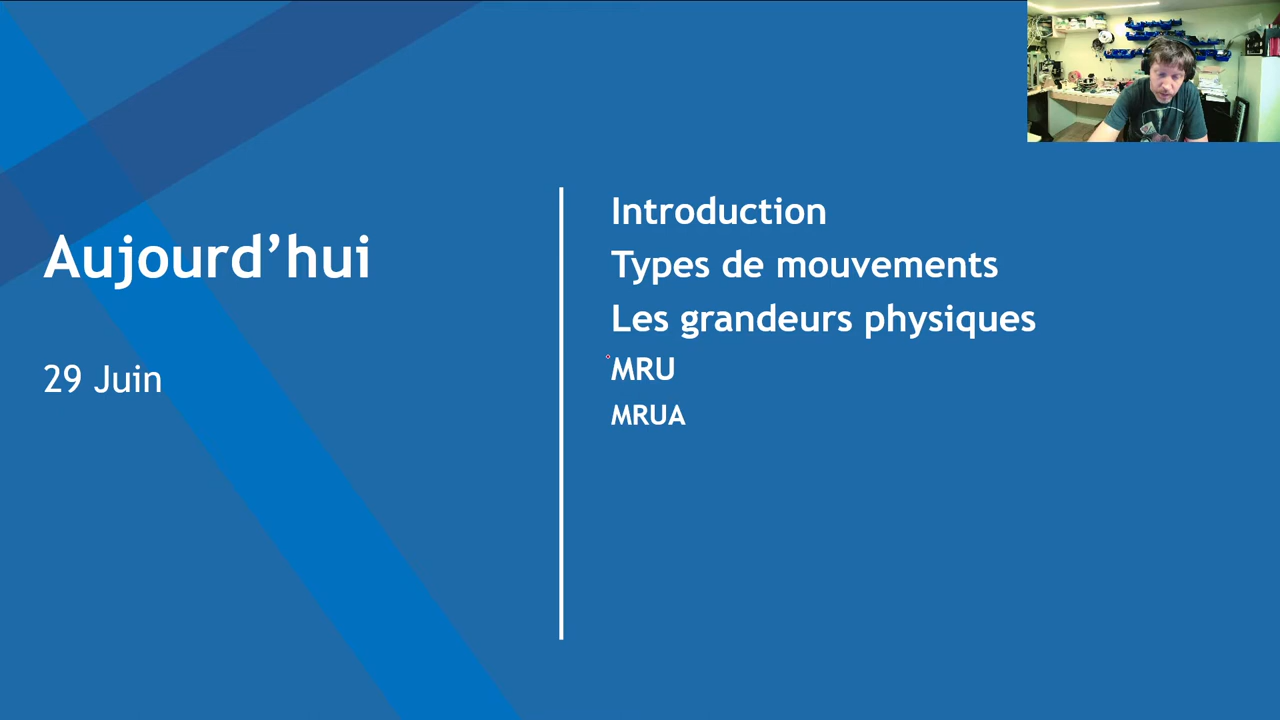 Aujourd’hui
29 Juin
Introduction
Types de mouvements
Les grandeurs physiques
MRU
MRUA